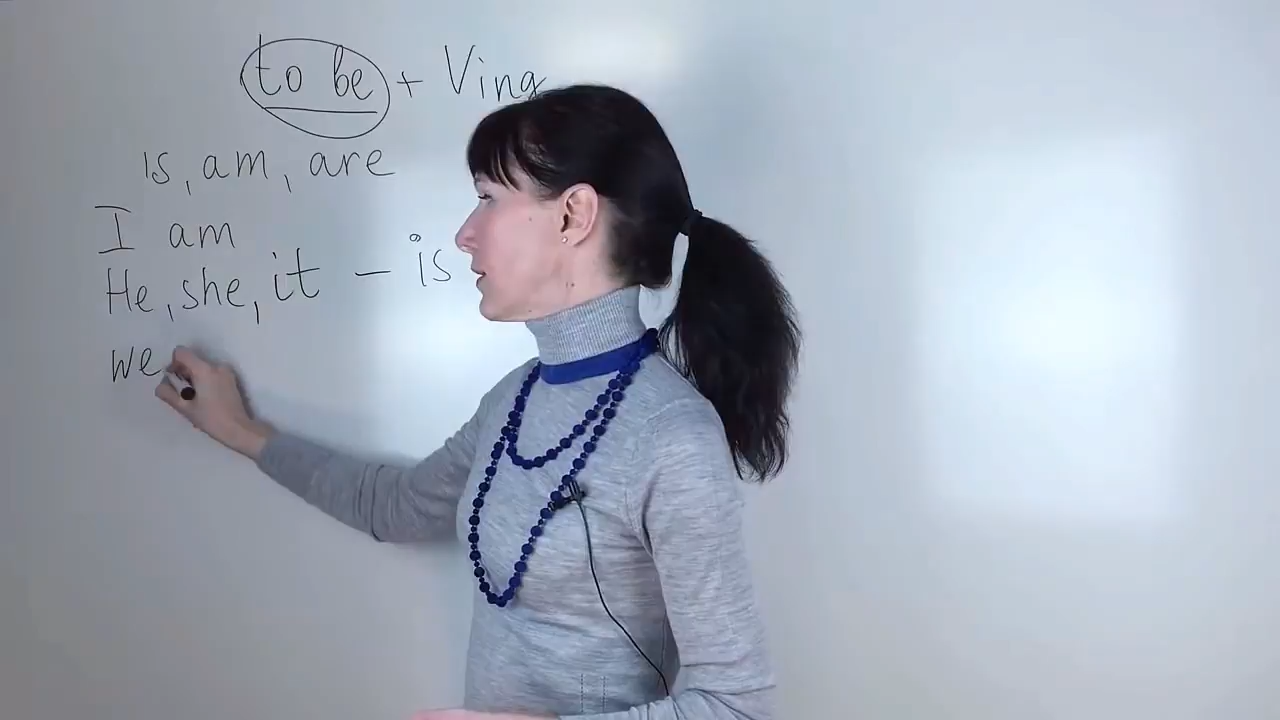 to be + Ving
is, am, are
I am
He, she, it – is
we